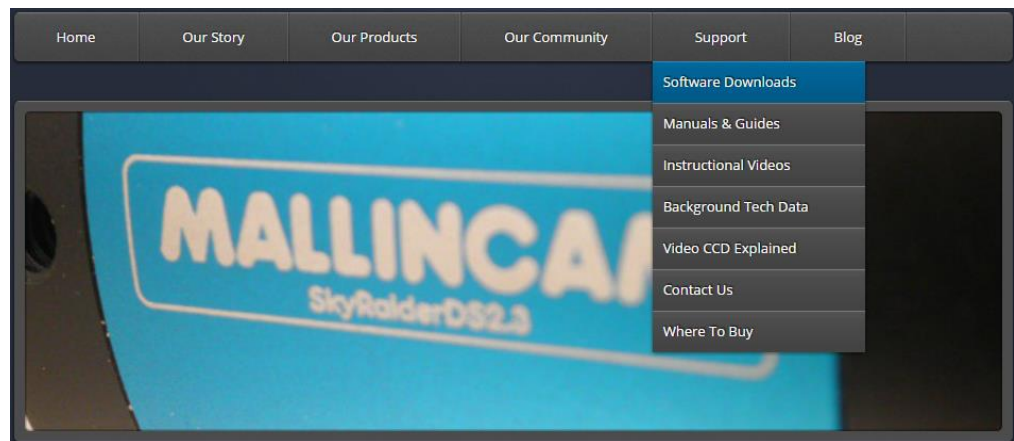 Home Our Story Our Products Our Community Support Blog
Software Downloads
Manuals & Guides
Instructional Videos
Background Tech Data
Video CCD Explained
Contact Us
Where To Buy
MALLINCA
SkyRaiderDS2.3